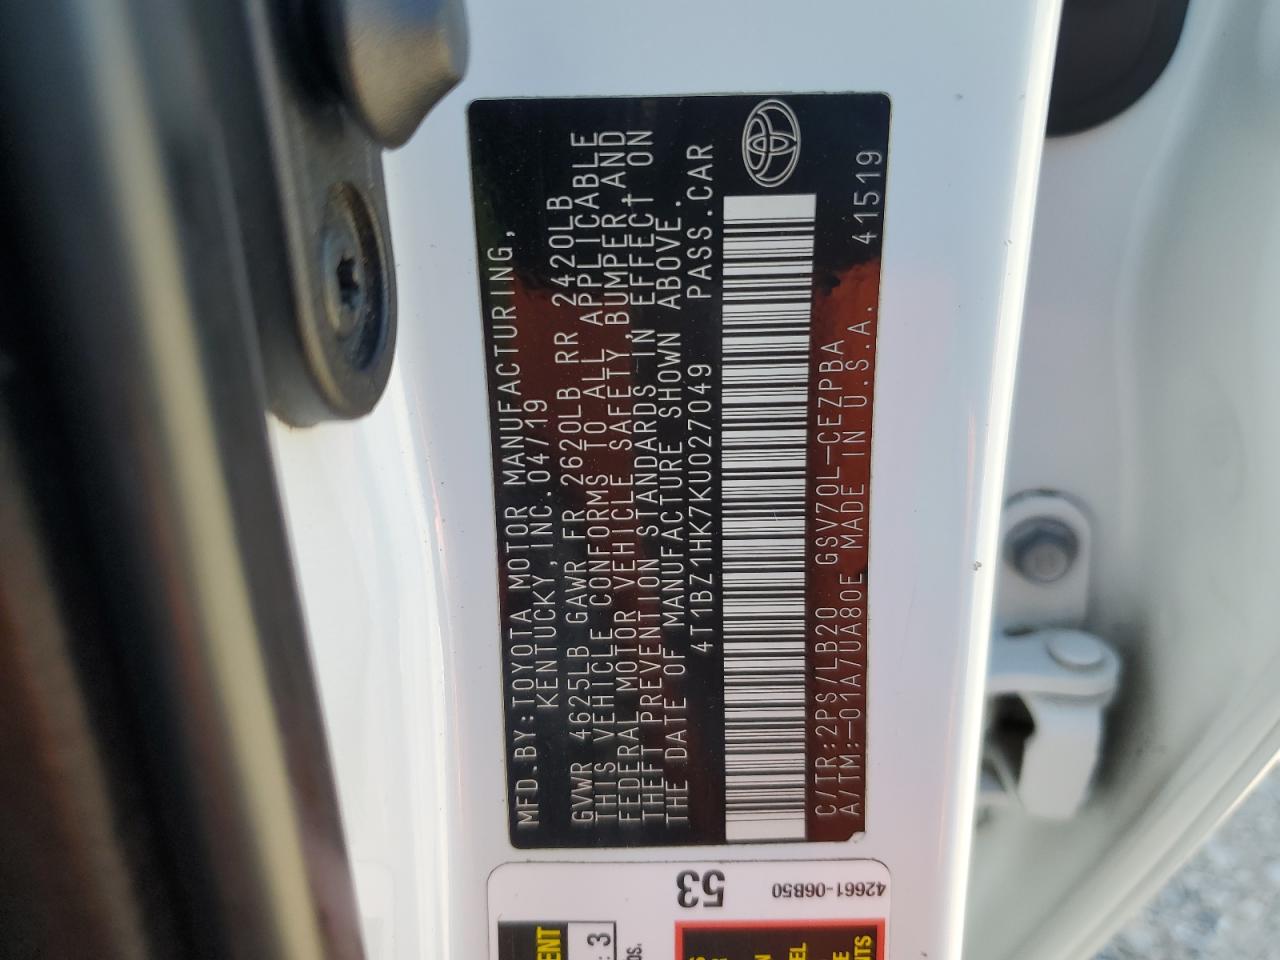 MFD.BY:TOYOTA MOTOR MANUFACTURING,
KENTUCKY,INC.04/19
GVWR 4625LB GAWR FR 2620LB RR 2420LB
THIS VEHICLE CONFORMS TO ALL APPLICABLE
FEDERAL MOTOR VEHICLE SAFETY,BUMPER,AND
THEFT PREVENTION STANDARDS IN EFFECT ON
THE DATE OF MANUFACTURE SHOWN ABOVE.
4T1BZ1HK7KU027049 PASS.CAR
C/TR:2PS/LB20 GSV70L-CEZPBA 41519
A/TM:-01A/UA80E MADE IN U.S.A.
53
42661-06B50
ENT
: 3